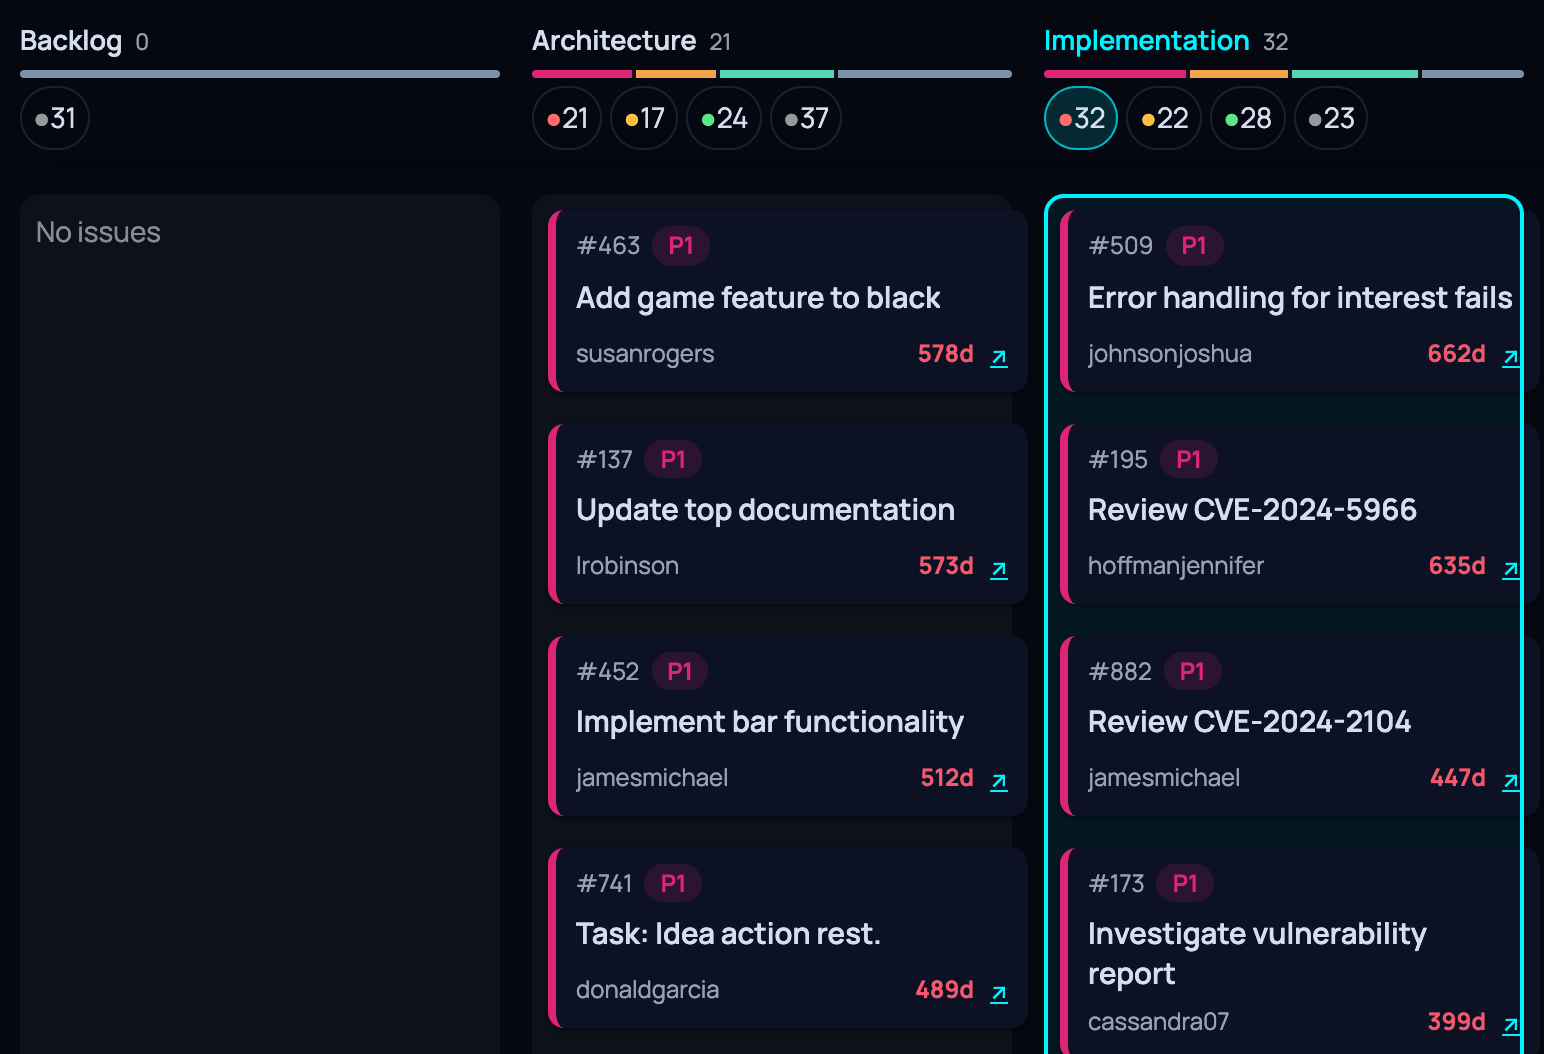 Backlog 0
31
No issues
Architecture 21
21 17 24 37
#463 P1
Add game feature to black
susanrogers 578d
#137 P1
Update top documentation
lrobinson 573d
#452 P1
Implement bar functionality
jamesmichael 512d
#741 P1
Task: Idea action rest.
donaldgarcia 489d
Implementation 32
32 22 28 23
#509 P1
Error handling for interest fails
johnsonjoshua 662d
#195 P1
Review CVE-2024-5966
hoffmanjennifer 635d
#882 P1
Review CVE-2024-2104
jamesmichael 447d
#173 P1
Investigate vulnerability
report
cassandra07 399d